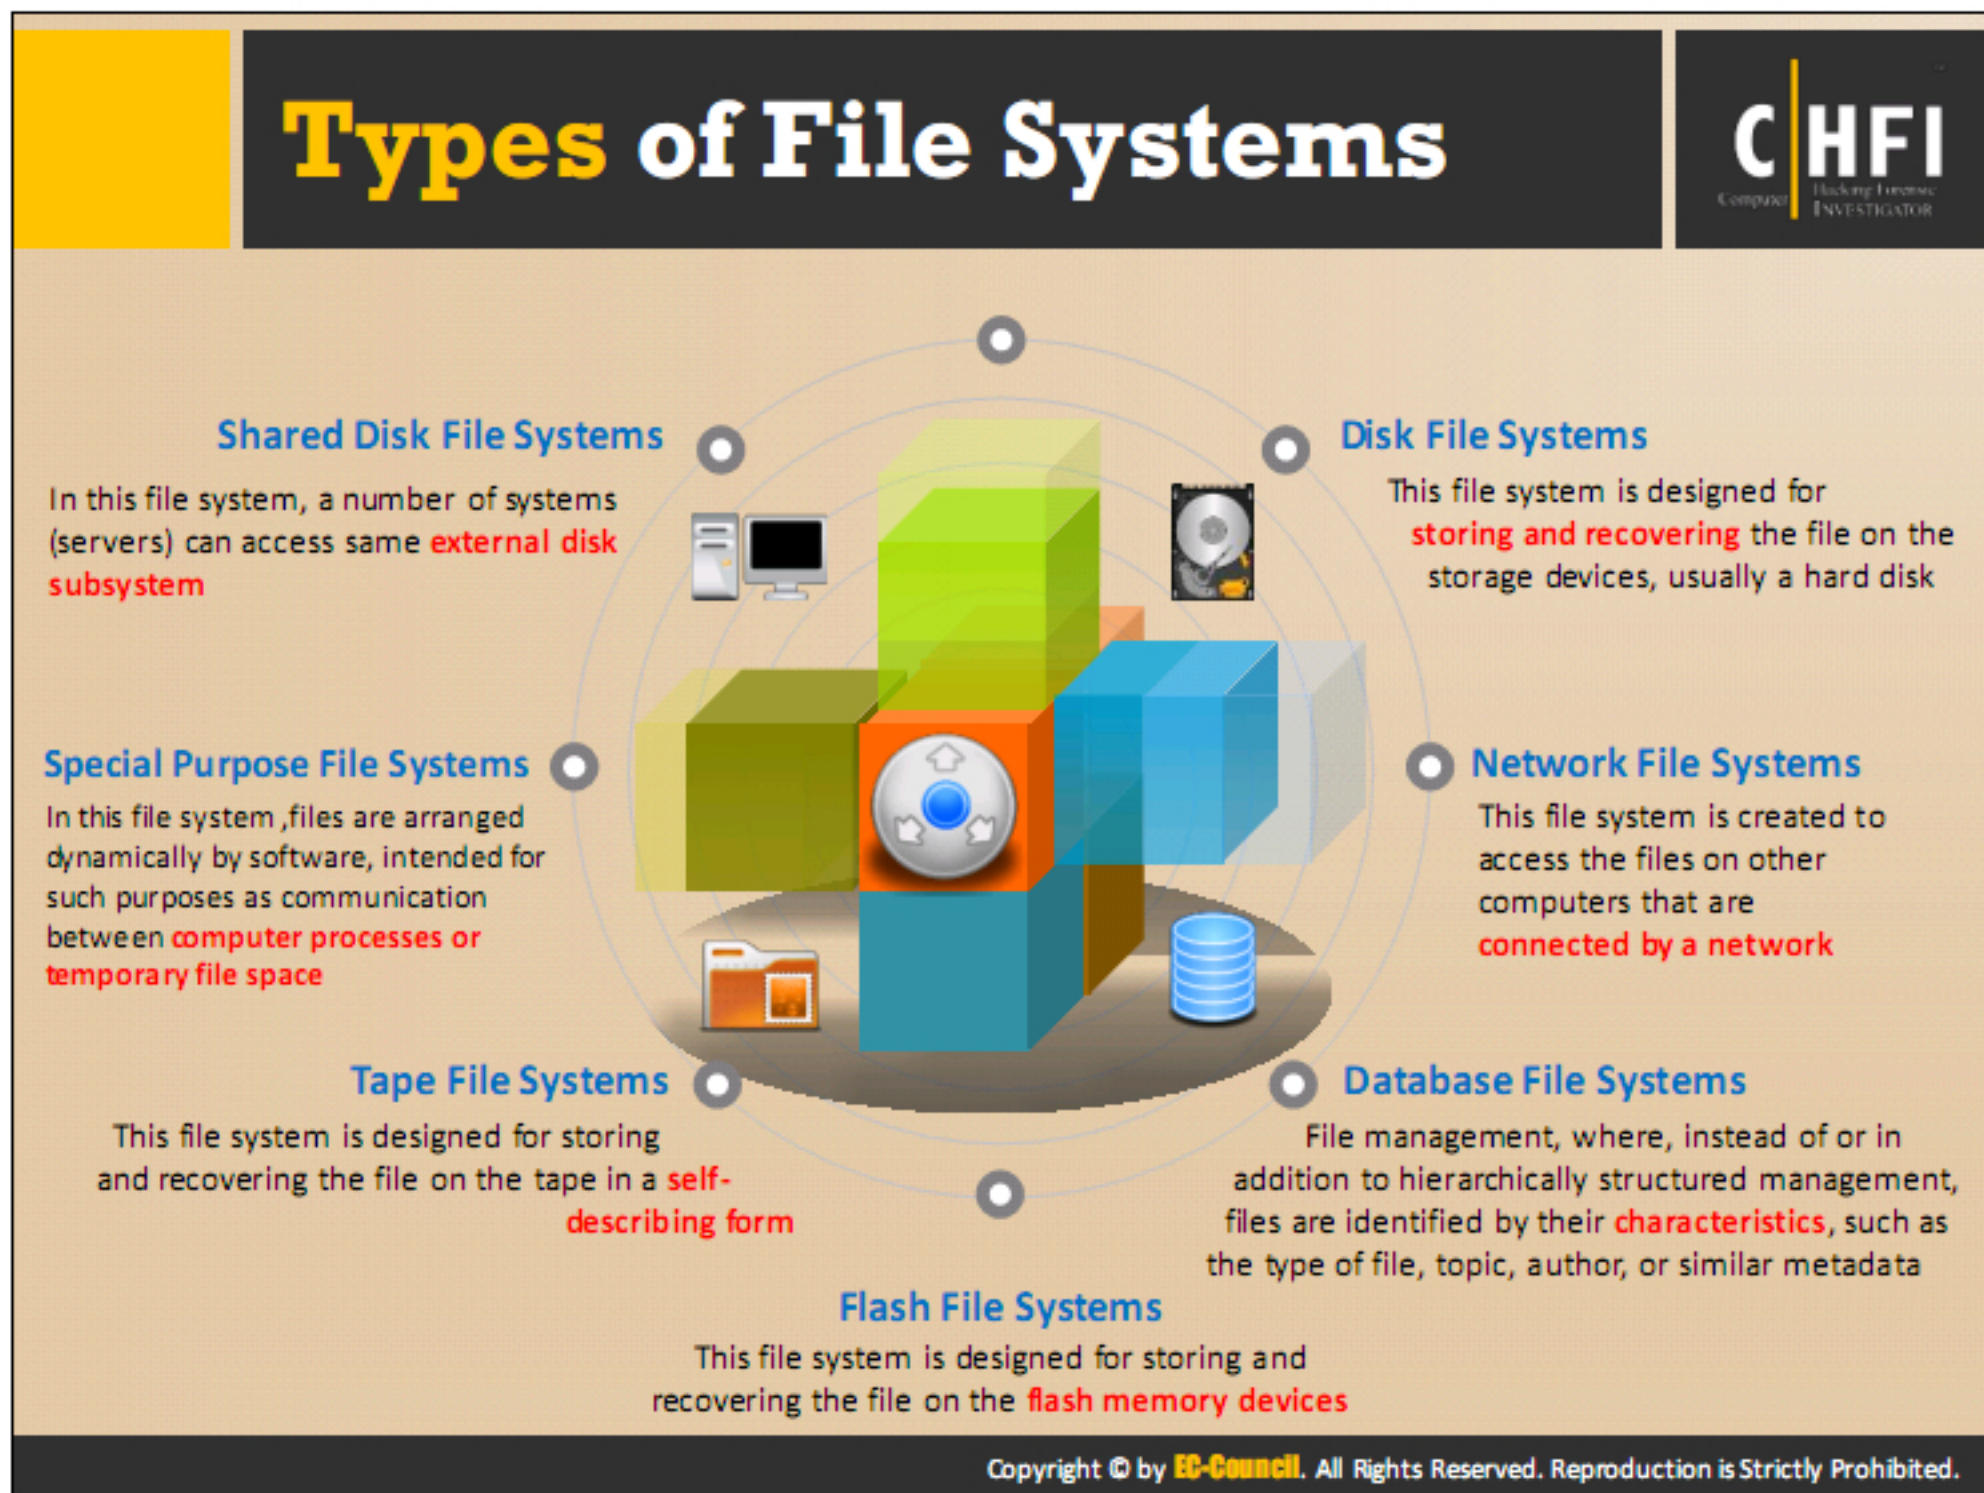 Types of File Systems
C HFI
Computer
Hacking Forensic
INVESTIGATOR
Shared Disk File Systems
In this file system, a number of systems
(servers) can access same external disk
subsystem
Disk File Systems
This file system is designed for
storing and recovering the file on the
storage devices, usually a hard disk
Special Purpose File Systems
In this file system ,files are arranged
dynamically by software, intended for
such purposes as communication
between computer processes or
temporary file space
Network File Systems
This file system is created to
access the files on other
computers that are
connected by a network
Tape File Systems
This file system is designed for storing
and recovering the file on the tape in a self-
describing form
Database File Systems
File management, where, instead of or in
addition to hierarchically structured management,
files are identified by their characteristics, such as
the type of file, topic, author, or similar metadata
Flash File Systems
This file system is designed for storing and
recovering the file on the flash memory devices
Copyright © by EC-Council. All Rights Reserved. Reproduction is Strictly Prohibited.